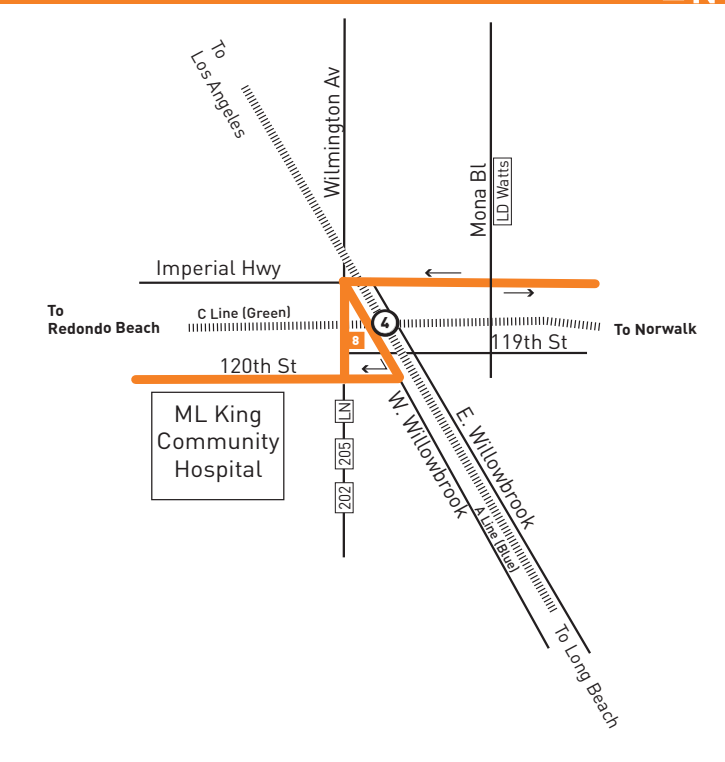 To
Los Angeles
Wilmington Av
Mona Bl
LD Watts
Imperial Hwy
To
Redondo Beach
C Line (Green)
4
To Norwalk
8
119th St
120th St
ML King
Community
Hospital
LN
205
202
W. Willowbrook
E. Willowbrook
A Line (Blue)
To Long Beach